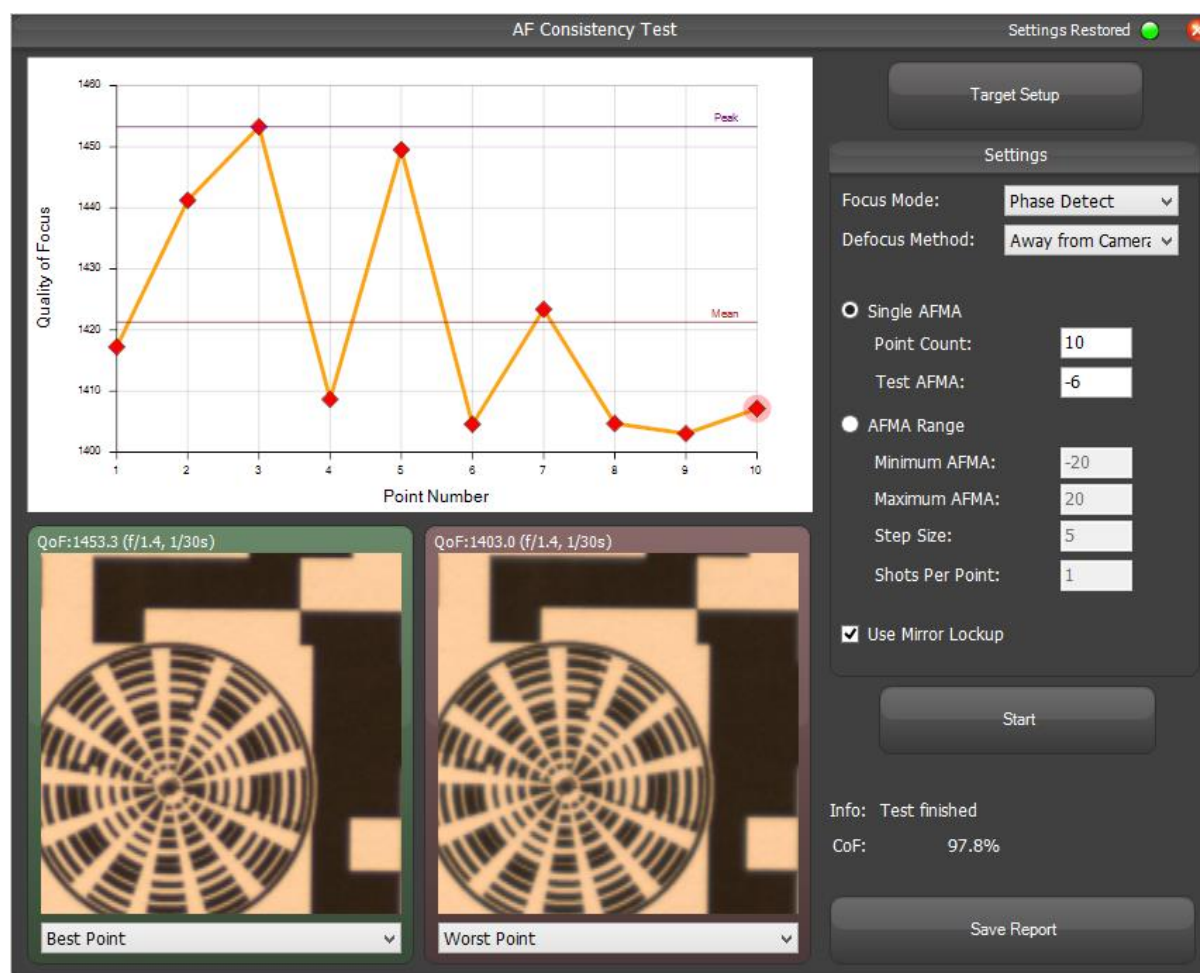 AF Consistency Test
Settings Restored
1460
1450
1440
1430
1420
1410
1400
Quality of Focus
Peak
Mean
1 2 3 4 5 6 7 8 9 10
Point Number
QoF:1453.3 (f/1.4, 1/30s)
Best Point
QoF:1403.0 (f/1.4, 1/30s)
Worst Point
Target Setup
Settings
Focus Mode: Phase Detect
Defocus Method: Away from Camera
Single AFMA
Point Count: 10
Test AFMA: -6
AFMA Range
Minimum AFMA: -20
Maximum AFMA: 20
Step Size: 5
Shots Per Point: 1
Use Mirror Lockup
Start
Info: Test finished
CoF: 97.8%
Save Report